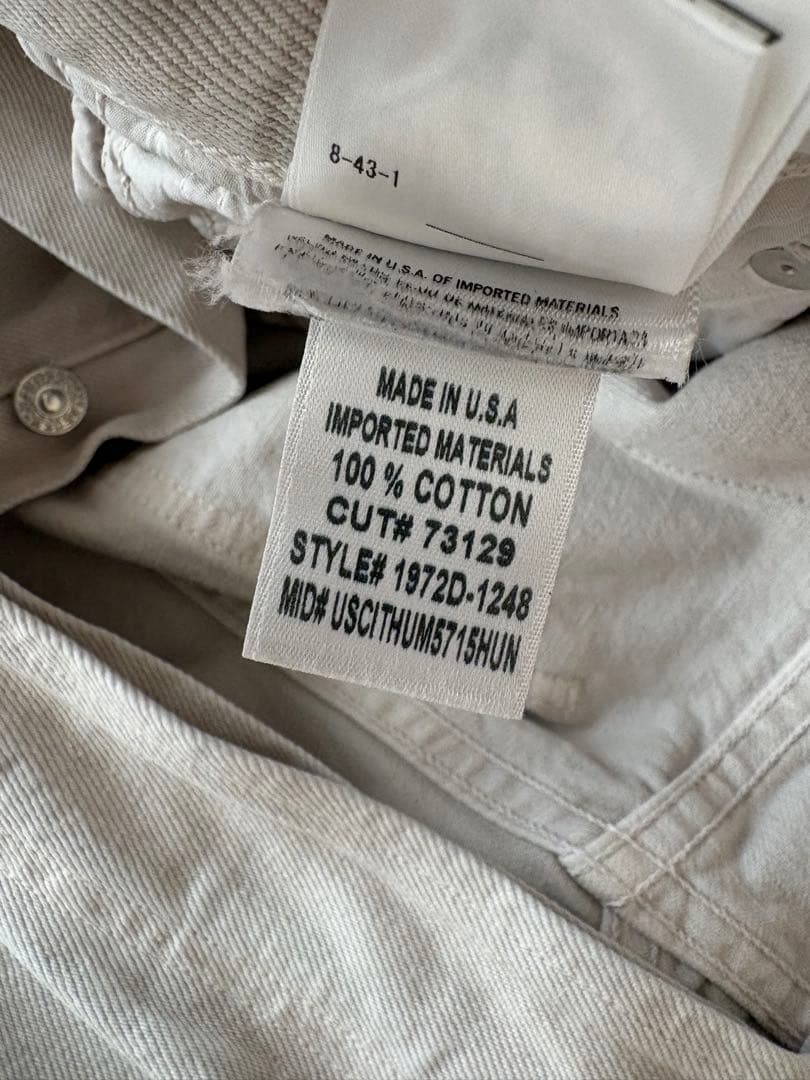 8-43-1
MADE IN U.S.A. OF IMPORTED MATERIALS
MADE IN U.S.A
IMPORTED MATERIALS
100 % COTTON
CUT# 73129
STYLE# 1972D-1248
MID# USCITHUM5715HUN